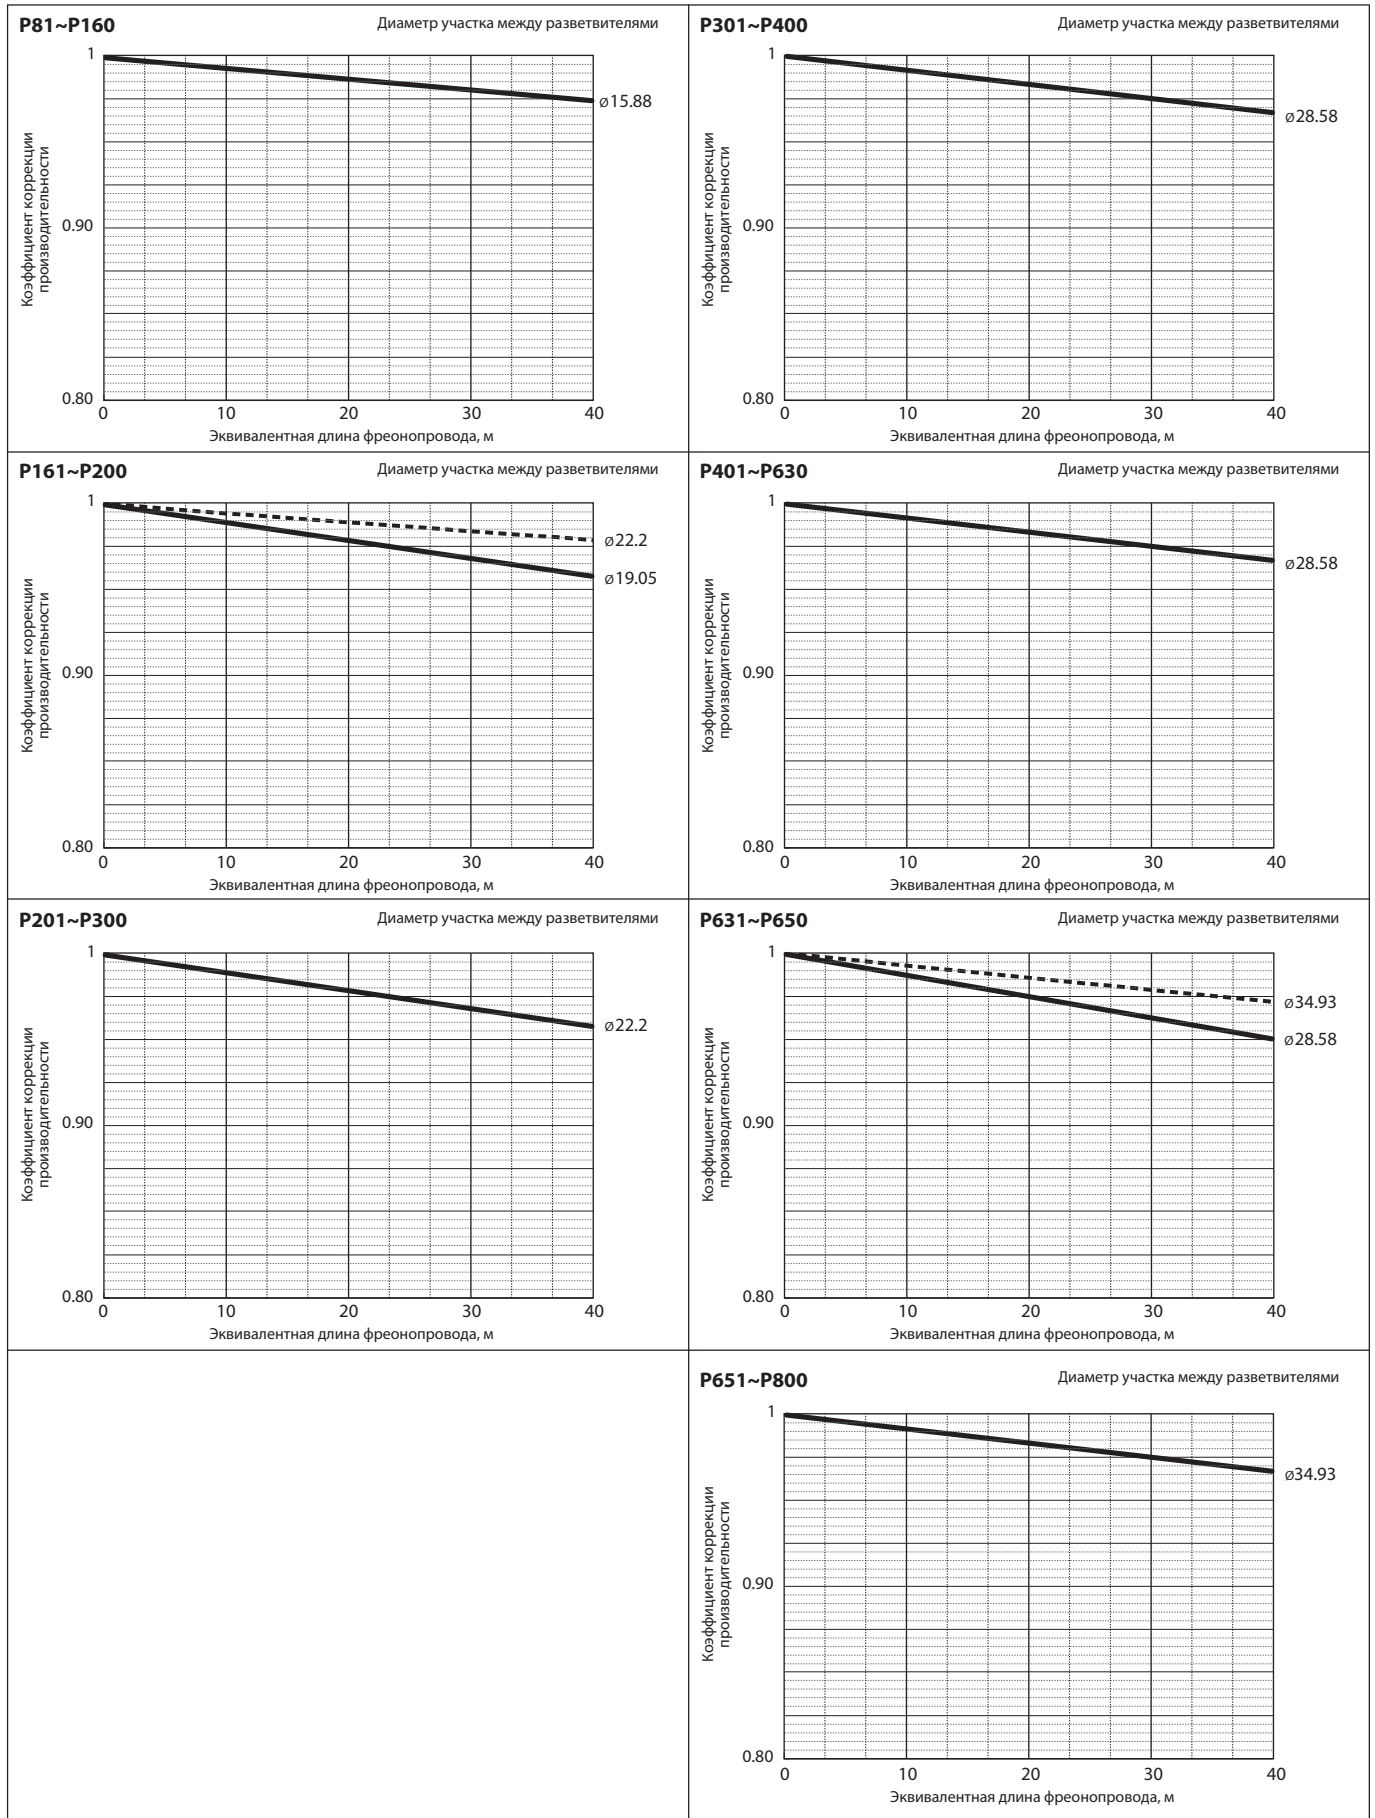 P81~P160
Диаметр участка между разветвителями
1
0.90
0.80
Коэффициент коррекции
производительности
ø15.88
0 10 20 30 40
Эквивалентная длина фреонопровода, м
P301~P400
Диаметр участка между разветвителями
1
0.90
0.80
Коэффициент коррекции
производительности
ø28.58
0 10 20 30 40
Эквивалентная длина фреонопровода, м
P161~P200
Диаметр участка между разветвителями
1
0.90
0.80
Коэффициент коррекции
производительности
ø22.2
ø19.05
0 10 20 30 40
Эквивалентная длина фреонопровода, м
P401~P630
Диаметр участка между разветвителями
1
0.90
0.80
Коэффициент коррекции
производительности
ø28.58
0 10 20 30 40
Эквивалентная длина фреонопровода, м
P201~P300
Диаметр участка между разветвителями
1
0.90
0.80
Коэффициент коррекции
производительности
ø22.2
0 10 20 30 40
Эквивалентная длина фреонопровода, м
P631~P650
Диаметр участка между разветвителями
1
0.90
0.80
Коэффициент коррекции
производительности
ø34.93
ø28.58
0 10 20 30 40
Эквивалентная длина фреонопровода, м
P651~P800
Диаметр участка между разветвителями
1
0.90
0.80
Коэффициент коррекции
производительности
ø34.93
0 10 20 30 40
Эквивалентная длина фреонопровода, м